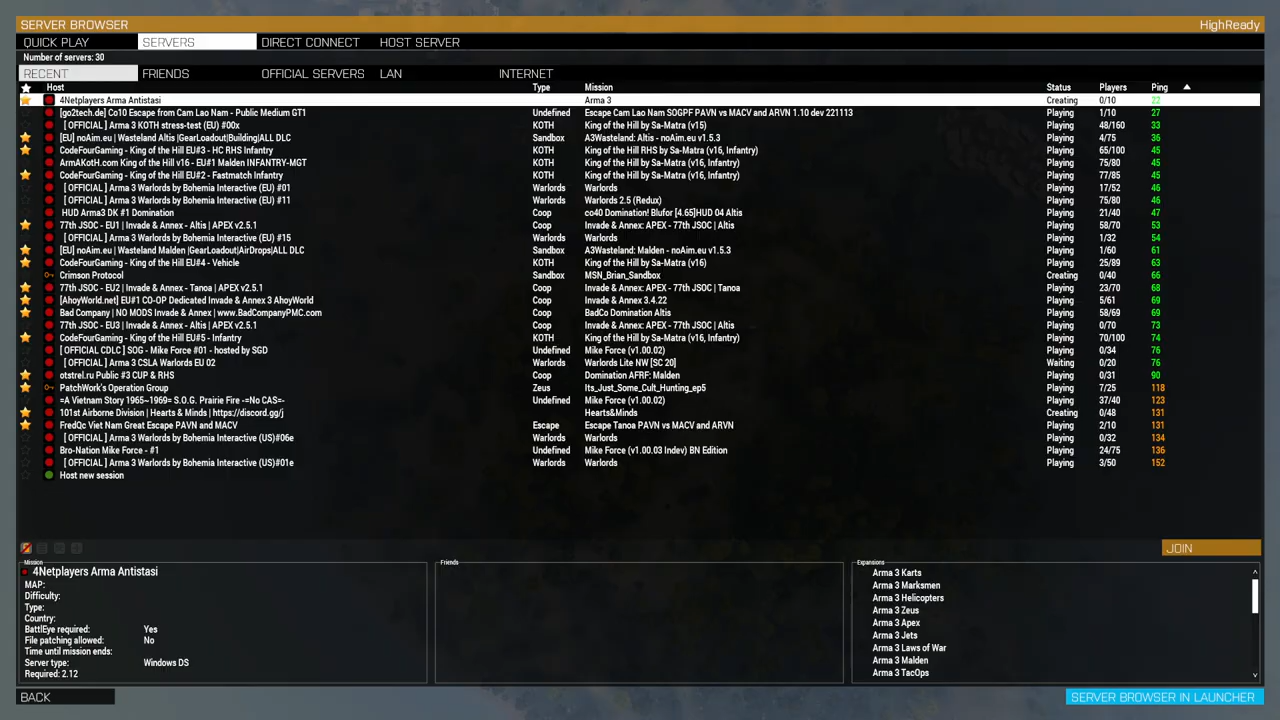 SERVER BROWSER HighReady
QUICK PLAY SERVERS DIRECT CONNECT HOST SERVER
Number of servers: 30
RECENT FRIENDS OFFICIAL SERVERS LAN INTERNET
Host Type Mission Status Players Ping
4Netplayers Arma Antistasi Arma 3 Creating 0/10 22
[go2tech.de] Co10 Escape from Cam Lao Nam - Public Medium GT1 Undefined Escape Cam Lao Nam SOGPF PAVN vs MACV and ARVN 1.10 dev 221113 Playing 1/10 27
[ OFFICIAL ] Arma 3 KOTH stress-test (EU) #00x KOTH King of the Hill by Sa-Matra (v15) Playing 48/160 33
[EU] noAim.eu | Wasteland Altis |GearLoadout|Building|ALL DLC Sandbox A3Wasteland: Altis - noAim.eu v1.5.3 Playing 4/75 36
CodeFourGaming - King of the Hill EU#3 - HC RHS Infantry KOTH King of the Hill RHS by Sa-Matra (v16, Infantry) Playing 65/100 45
ArmAKotH.com King of the Hill v16 - EU#1 Malden INFANTRY-MGT KOTH King of the Hill by Sa-Matra (v16, Infantry) Playing 75/80 45
CodeFourGaming - King of the Hill EU#2 - Fastmatch Infantry KOTH King of the Hill by Sa-Matra (v16, Infantry) Playing 77/85 45
[ OFFICIAL ] Arma 3 Warlords by Bohemia Interactive (EU) #01 Warlords Warlords Playing 17/52 46
[ OFFICIAL ] Arma 3 Warlords by Bohemia Interactive (EU) #11 Warlords Warlords 2.5 (Redux) Playing 75/80 46
HUD Arma3 DK #1 Domination Coop co40 Domination! Blufor [4.65]HUD 04 Altis Playing 21/40 47
77th JSOC - EU1 | Invade & Annex - Altis | APEX v2.5.1 Coop Invade & Annex: APEX - 77th JSOC | Altis Playing 58/70 53
[ OFFICIAL ] Arma 3 Warlords by Bohemia Interactive (EU) #15 Warlords Warlords Playing 1/32 54
[EU] noAim.eu | Wasteland Malden |GearLoadout|AirDrops|ALL DLC Sandbox A3Wasteland: Malden - noAim.eu v1.5.3 Playing 1/60 61
CodeFourGaming - King of the Hill EU#4 - Vehicle KOTH King of the Hill by Sa-Matra (v16) Playing 25/89 63
Crimson Protocol Sandbox MSN_Brian_Sandbox Creating 0/40 66
77th JSOC - EU2 | Invade & Annex - Tanoa | APEX v2.5.1 Coop Invade & Annex: APEX - 77th JSOC | Tanoa Playing 23/70 68
[AhoyWorld.net] EU#1 CO-OP Dedicated Invade & Annex 3 AhoyWorld Coop Invade & Annex 3.4.22 Playing 5/61 69
Bad Company | NO MODS Invade & Annex | www.BadCompanyPMC.com Coop BadCo Domination Altis Playing 58/69 69
77th JSOC - EU3 | Invade & Annex - Altis | APEX v2.5.1 Coop Invade & Annex: APEX - 77th JSOC | Altis Playing 0/70 73
CodeFourGaming - King of the Hill EU#5 - Infantry KOTH King of the Hill by Sa-Matra (v16, Infantry) Playing 70/100 74
[ OFFICIAL CDLC ] SOG - Mike Force #01 - hosted by SGD Undefined Mike Force (v1.00.02) Playing 0/34 76
[ OFFICIAL ] Arma 3 CSLA Warlords EU 02 Warlords Warlords Lite NW [SC 20] Waiting 0/20 76
otstrel.ru Public #3 CUP & RHS Coop Domination AFRF: Malden Playing 0/31 90
PatchWork's Operation Group Zeus Its_Just_Some_Cult_Hunting_ep5 Playing 7/25 118
=A Vietnam Story 1965~1969= S.O.G. Prairie Fire -=No CAS=- Undefined Mike Force (v1.00.02) Playing 37/40 123
101st Airborne Division | Hearts & Minds | https://discord.gg/j Hearts&Minds Creating 0/48 131
FredQc Viet Nam Great Escape PAVN and MACV Escape Escape Tanoa PAVN vs MACV and ARVN Playing 2/10 131
[ OFFICIAL ] Arma 3 Warlords by Bohemia Interactive (US)#06e Warlords Warlords Playing 0/32 134
Bro-Nation Mike Force - #1 Undefined Mike Force (v1.00.03 Indev) BN Edition Playing 24/75 136
[ OFFICIAL ] Arma 3 Warlords by Bohemia Interactive (US)#01e Warlords Warlords Playing 3/50 152
Host new session
JOIN
Mission
4Netplayers Arma Antistasi
MAP:
Difficulty:
Type:
Country:
BattlEye required: Yes
File patching allowed: No
Time until mission ends:
Server type: Windows DS
Required: 2.12
Friends
Expansions
Arma 3 Karts
Arma 3 Marksmen
Arma 3 Helicopters
Arma 3 Zeus
Arma 3 Apex
Arma 3 Jets
Arma 3 Laws of War
Arma 3 Malden
Arma 3 TacOps
BACK SERVER BROWSER IN LAUNCHER